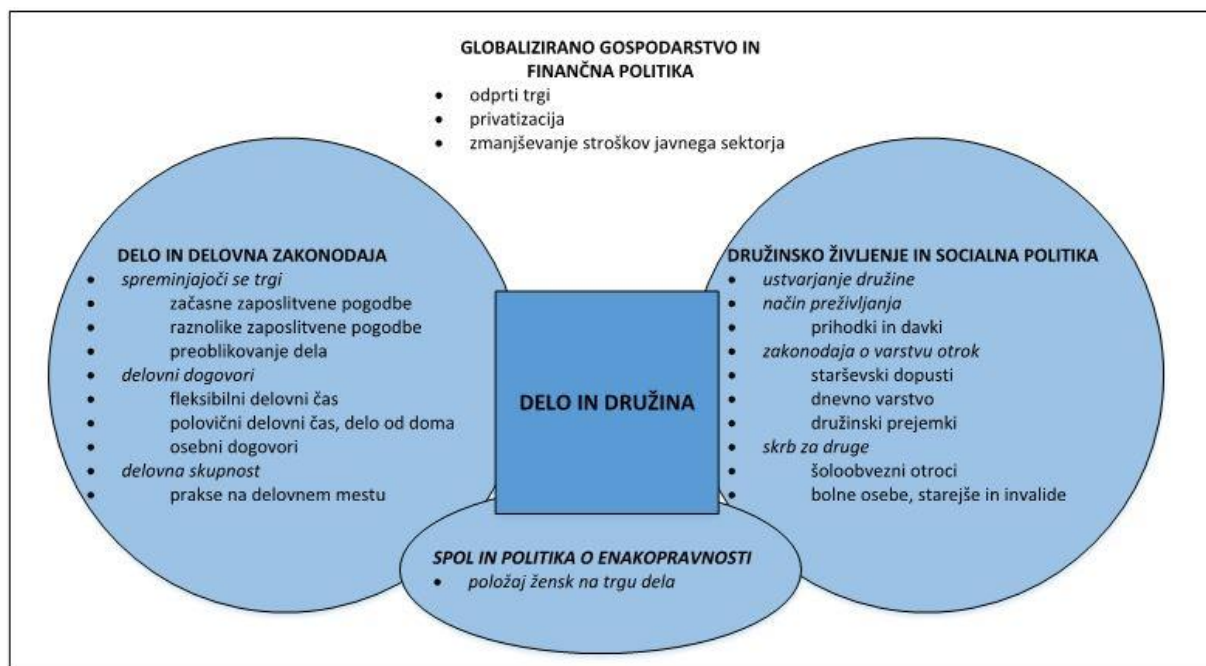 GLOBALIZIRANO GOSPODARSTVO IN
FINANČNA POLITIKA
• odprti trgi
• privatizacija
• zmanjševanje stroškov javnega sektorja
DELO IN DELOVNA ZAKONODAJA
• spreminjajoči se trgi
• začasne zaposlitvene pogodbe
• raznolike zaposlitvene pogodbe
• preoblikovanje dela
• delovni dogovori
• fleksibilni delovni čas
• polovični delovni čas, delo od doma
• osebni dogovori
• delovna skupnost
• prakse na delovnem mestu
DELO IN DRUŽINA
DRUŽINSKO ŽIVLJENJE IN SOCIALNA POLITIKA
• ustvarjanje družine
• način preživljanja
• prihodki in davki
• zakonodaja o varstvu otrok
• starševski dopusti
• dnevno varstvo
• družinski prejemki
• skrb za druge
• šoloobvezni otroci
• bolne osebe, starejše in invalide
SPOL IN POLITIKA O ENAKOPRAVNOSTI
• položaj žensk na trgu dela